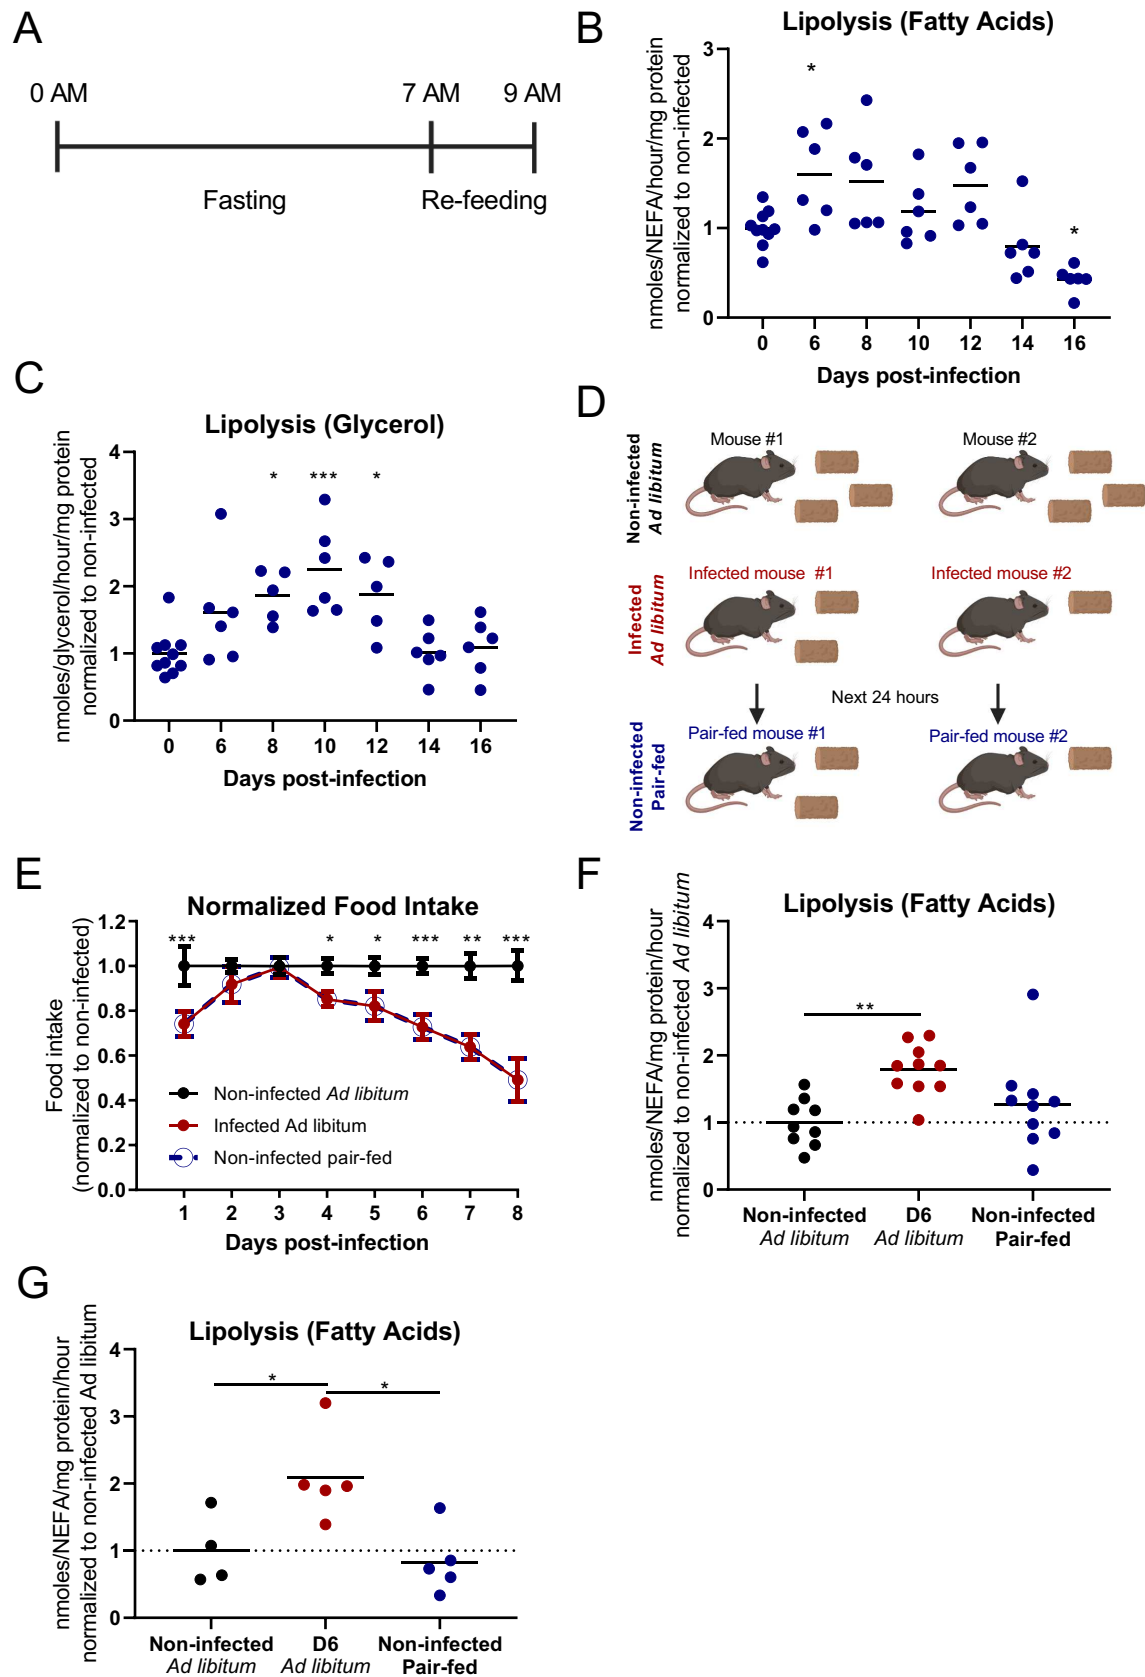 A
0 AM
7 AM
9 AM
Fasting
Re-feeding
B
Lipolysis (Fatty Acids)
nmoles/NEFA/hour/mg protein
normalized to non-infected
3
2
1
0
*
*
0 6 8 10 12 14 16
Days post-infection
C
Lipolysis (Glycerol)
nmoles/glycerol/hour/mg protein
normalized to non-infected
4
3
2
1
0
* *** *
0 6 8 10 12 14 16
Days post-infection
D
Non-infected
Ad libitum
Mouse #1
Mouse #2
Infected
Ad libitum
Infected mouse #1
Infected mouse #2
Next 24 hours
Non-infected
Pair-fed
Pair-fed mouse #1
Pair-fed mouse #2
E
Normalized Food Intake
Food intake
(normalized to non-infected)
1.2
1.0
0.8
0.6
0.4
0.2
0.0
*** * * *** ** ***
Non-infected Ad libitum
Infected Ad libitum
Non-infected pair-fed
1 2 3 4 5 6 7 8
Days post-infection
F
Lipolysis (Fatty Acids)
nmoles/NEFA/mg protein/hour
normalized to non-infected Ad libitum
4
3
2
1
0
**
Non-infected
Ad libitum
D6
Ad libitum
Non-infected
Pair-fed
G
Lipolysis (Fatty Acids)
nmoles/NEFA/mg protein/hour
normalized to non-infected Ad libitum
4
3
2
1
0
* *
Non-infected
Ad libitum
D6
Ad libitum
Non-infected
Pair-fed